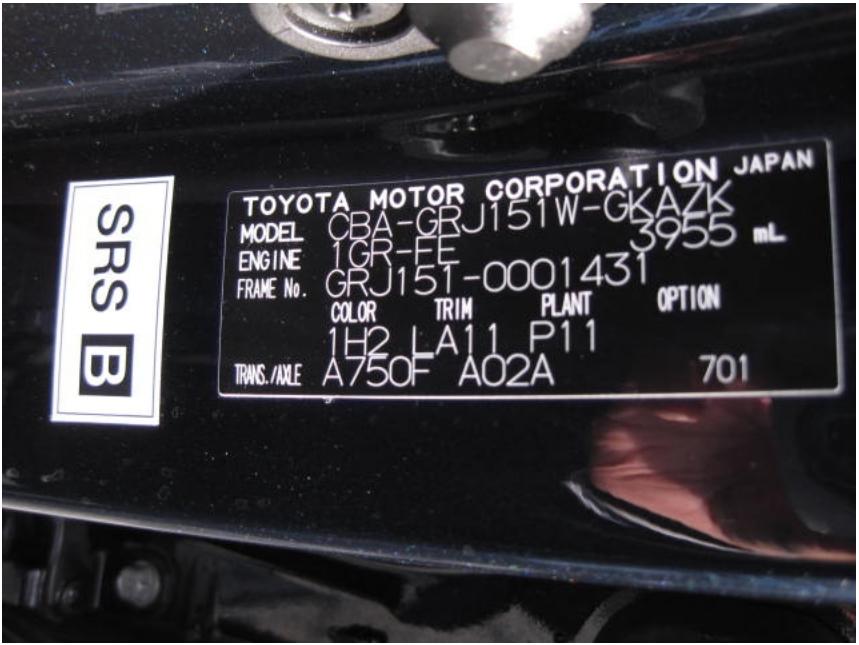 SRS B
TOYOTA MOTOR CORPORATION JAPAN
MODEL CBA-GRJ151W-GKAZK
ENGINE 1GR-FE 3955 mL
FRAME No. GRJ151-0001431
COLOR TRIM PLANT OPTION
1H2 LA11 P11
TRANS./AXLE A750F A02A 701